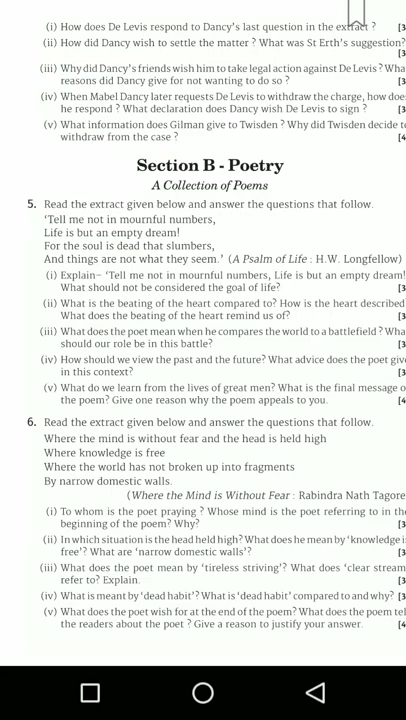 (i) How does De Levis respond to Dancy's last question in the extract ? [3
(ii) How did Dancy wish to settle the matter ? What was St Erth's suggestion?
[3
(iii) Why did Dancy's friends wish him to take legal action against De Levis ? Wha
reasons did Dancy give for not wanting to do so ? [3
(iv) When Mabel Dancy later requests De Levis to withdraw the charge, how doe
he respond ? What declaration does Dancy wish De Levis to sign ? [3
(v) What information does Gilman give to Twisden ? Why did Twisden decide t
withdraw from the case ? [4
Section B - Poetry
A Collection of Poems
5. Read the extract given below and answer the questions that follow.
'Tell me not in mournful numbers,
Life is but an empty dream!
For the soul is dead that slumbers,
And things are not what they seem.' (A Psalm of Life : H.W. Longfellow)
(i) Explain– 'Tell me not in mournful numbers, Life is but an empty dream!
What should not be considered the goal of life? [3
(ii) What is the beating of the heart compared to? How is the heart described
What does the beating of the heart remind us of? [3
(iii) What does the poet mean when he compares the world to a battlefield ? Wha
should our role be in this battle? [3
(iv) How should we view the past and the future? What advice does the poet giv
in this context? [3
(v) What do we learn from the lives of great men? What is the final message o
the poem? Give one reason why the poem appeals to you. [4
6. Read the extract given below and answer the questions that follow.
Where the mind is without fear and the head is held high
Where knowledge is free
Where the world has not broken up into fragments
By narrow domestic walls.
(Where the Mind is Without Fear : Rabindra Nath Tagore
(i) To whom is the poet praying ? Whose mind is the poet referring to in th
beginning of the poem? Why? [3
(ii) In which situation is the head held high? What does he mean by 'knowledge i
free'? What are 'narrow domestic walls'? [3
(iii) What does the poet mean by 'tireless striving'? What does 'clear stream
refer to? Explain. [3
(iv) What is meant by 'dead habit'? What is 'dead habit' compared to and why? [3
(v) What does the poet wish for at the end of the poem? What does the poem tel
the readers about the poet ? Give a reason to justify your answer. [4